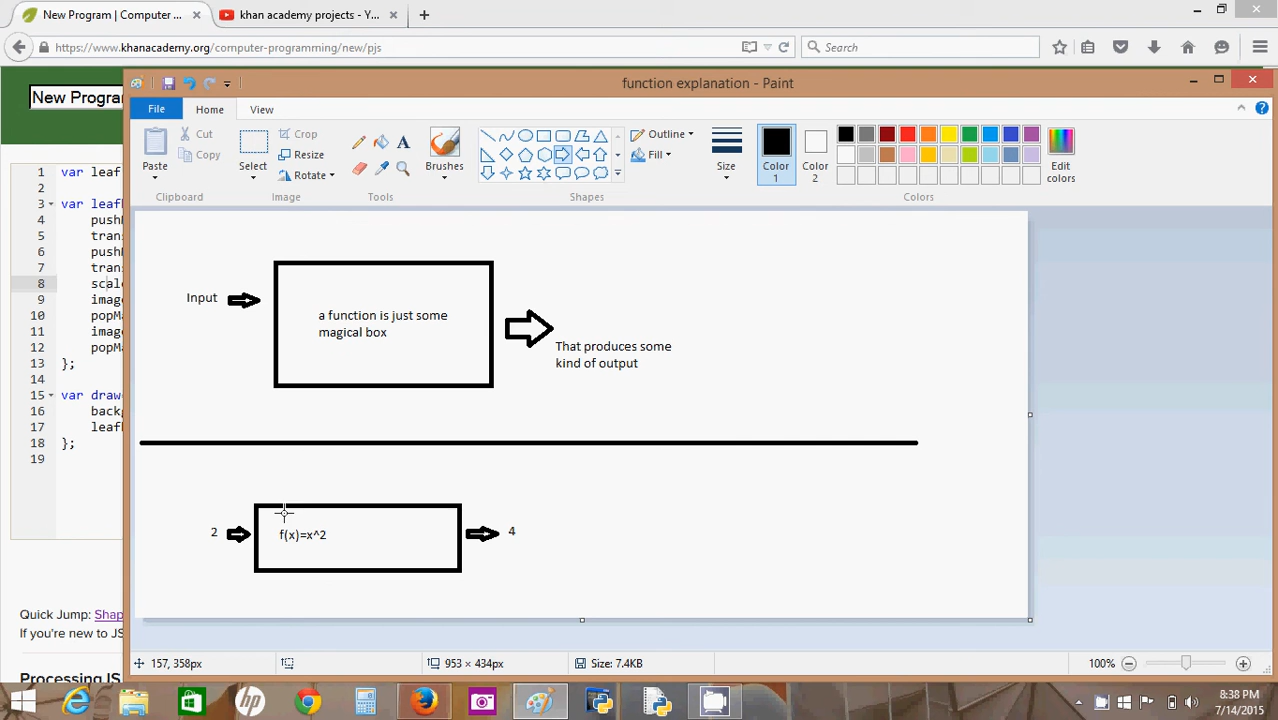 New Program | Computer ...
khan academy projects - Y...
https://www.khanacademy.org/computer-programming/new/pjs
Search
New Progra
function explanation - Paint
File
Home
View
Paste
Cut
Copy
Select
Crop
Resize
Rotate
Brushes
Outline
Fill
Size
Color 1
Color 2
Edit colors
Clipboard
Image
Tools
Shapes
Colors
1 var leaf
2
3 var leaf
4 push
5 tran
6 push
7 tran
8 scal
9 image
10 popMa
11 image
12 popMa
13 };
14
15 var draw
16 back
17 leaf
18 };
19
Input
a function is just some
magical box
That produces some
kind of output
2
f(x)=x^2
4
Quick Jump: Shap
If you're new to JS
Processing JS
157, 358px
953 × 434px
Size: 7.4KB
100%
8:38 PM
7/14/2015